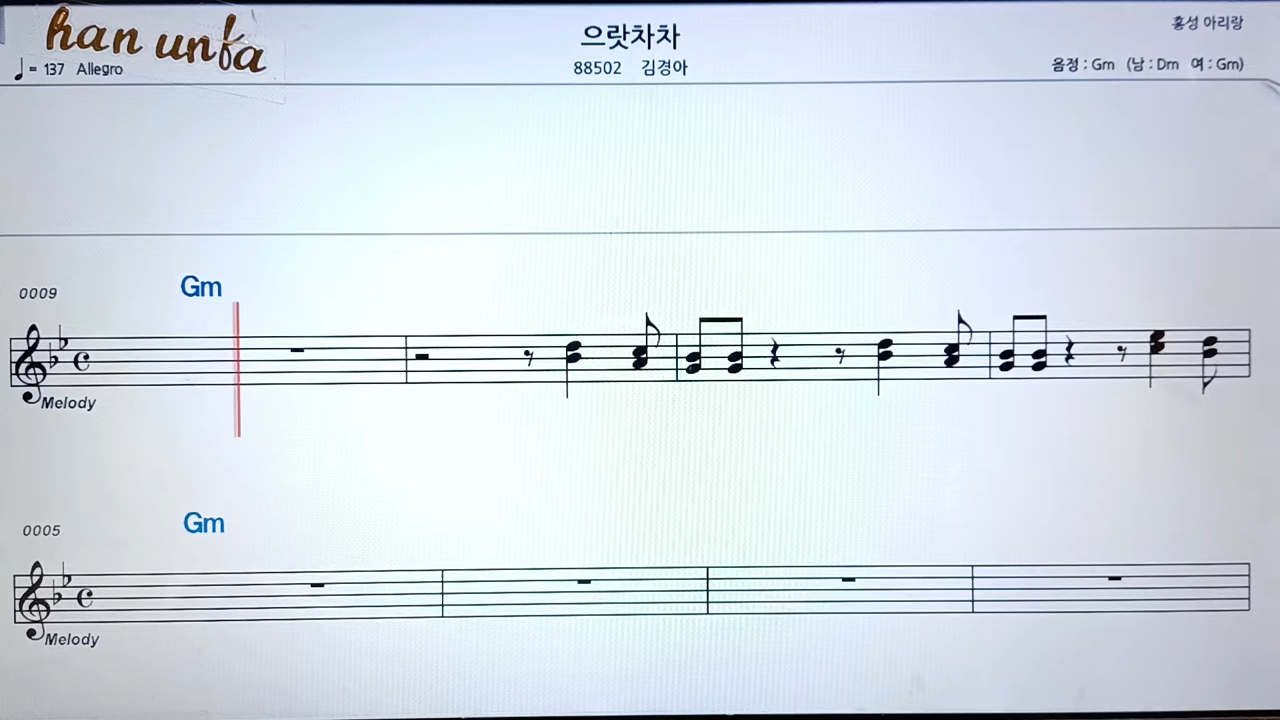 han unfa
으랏차차
홍성 아리랑
♩= 137 Allegro
88502 김경아
음정 : Gm (남 : Dm 여 : Gm)
0009
Gm
Melody
0005
Gm
Melody